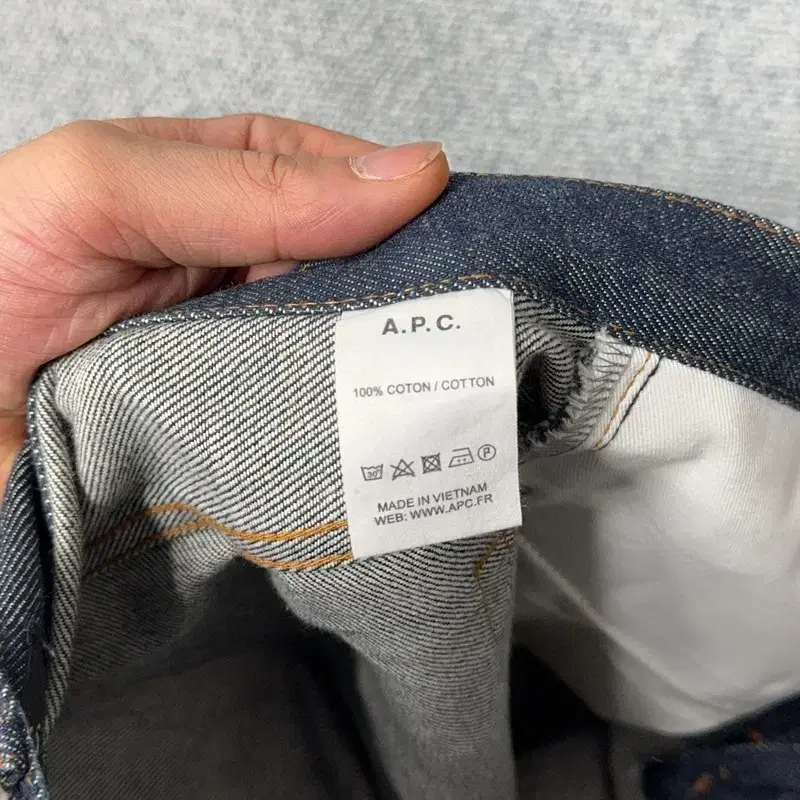 A.P.C.
100% COTON / COTTON
30° P
MADE IN VIETNAM
WEB: WWW.APC.FR